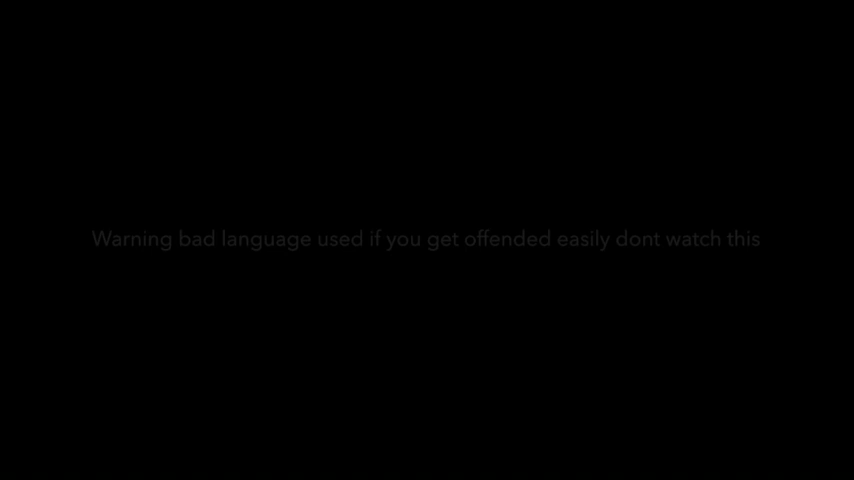 Warning bad language used if you get offended easily dont watch this